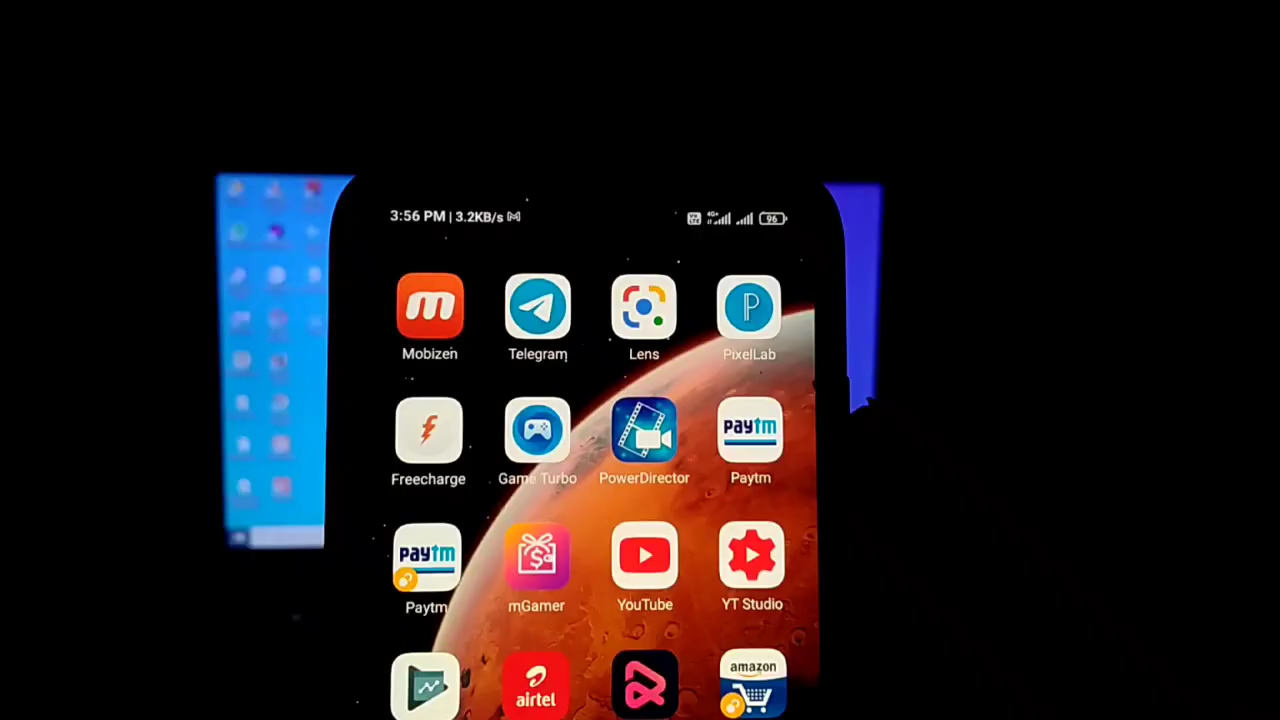 3:56 PM | 3.2KB/s
4G+ 96
m
Mobizen Telegram Lens PixelLab
P
paytm
Freecharge Game Turbo PowerDirector Paytm
paytm
$
Paytm mGamer YouTube YT Studio
airtel
amazon